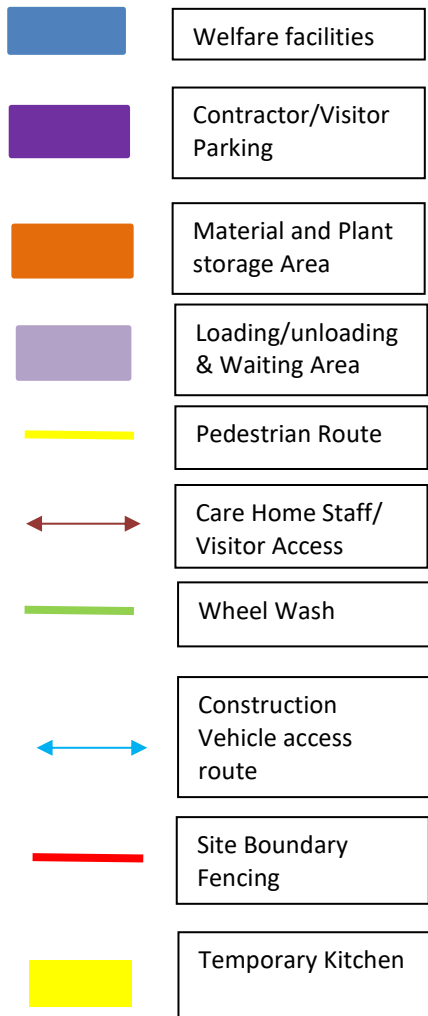 Welfare facilities
Contractor/Visitor
Parking
Material and Plant
storage Area
Loading/unloading
& Waiting Area
Pedestrian Route
Care Home Staff/
Visitor Access
Wheel Wash
Construction
Vehicle access
route
Site Boundary
Fencing
Temporary Kitchen